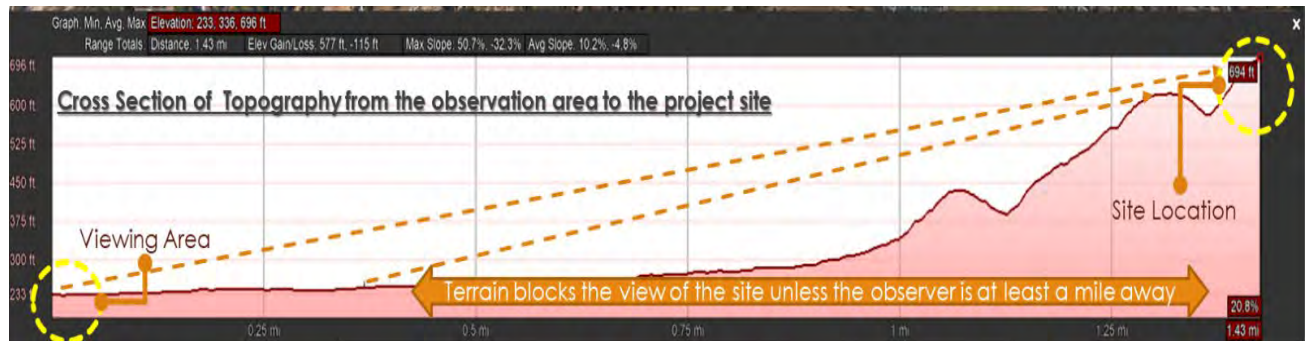 Graph: Min, Avg, Max Elevation: 233, 336, 696 ft
x
Range Totals: Distance: 1.43 mi Elev Gain/Loss: 577 ft, -115 ft Max Slope: 50.7%, -32.3% Avg Slope: 10.2%, -4.8%
696 ft
694 ft
Cross Section of Topography from the observation area to the project site
600 ft
525 ft
450 ft
375 ft
Site Location
Viewing Area
300 ft
233
Terrain blocks the view of the site unless the observer is at least a mile away
20.8%
0.25 mi
0.5 mi
0.75 mi
1 mi
1.25 mi
1.43 mi